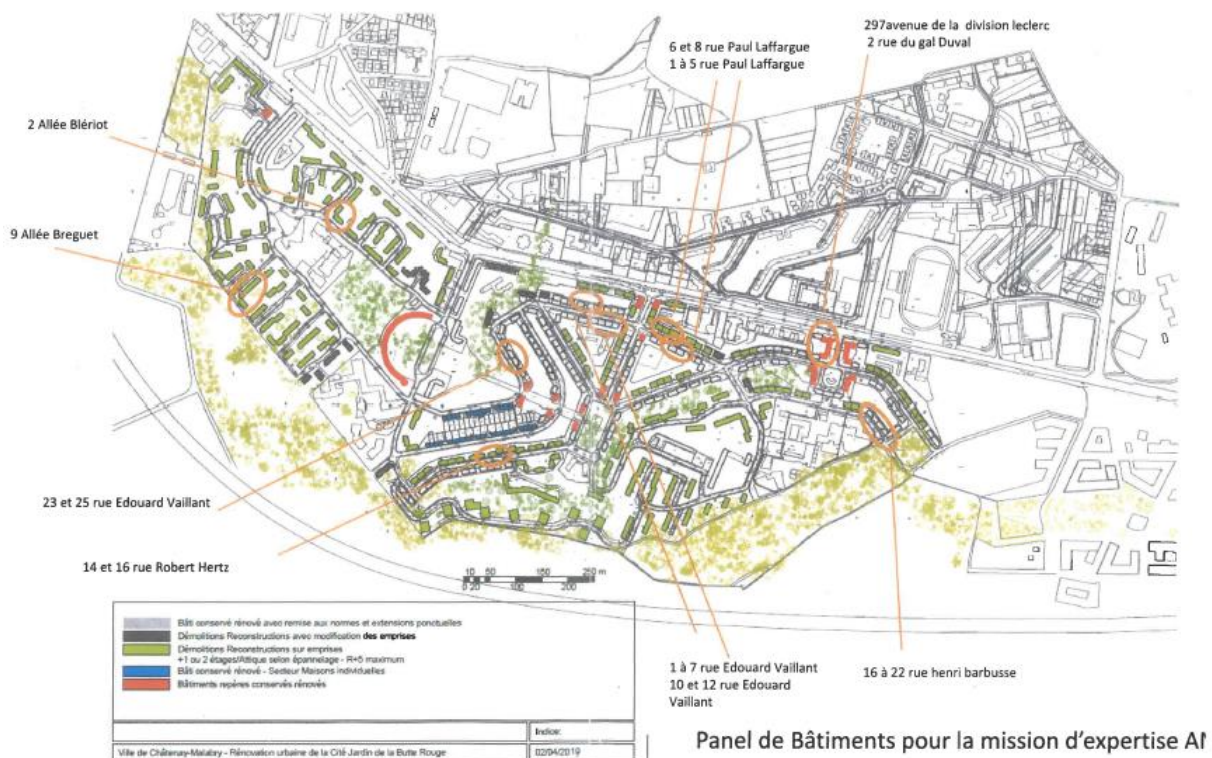 297avenue de la division leclerc
2 rue du gal Duval
6 et 8 rue Paul Laffargue
1 à 5 rue Paul Laffargue
2 Allée Blériot
9 Allée Breguet
23 et 25 rue Edouard Vaillant
14 et 16 rue Robert Hertz
10 50 150 250 m
0 20 100 200
1 à 7 rue Edouard Vaillant
10 et 12 rue Edouard
Vaillant
16 à 22 rue henri barbusse
Bâti conservé rénové avec remise aux normes et extensions ponctuelles
Démolitions Reconstructions avec modification des emprises
Démolitions Reconstructions sur emprises
+1 ou 2 étages/Attique selon épannelage - R+5 maximum
Bâti conservé rénové - Secteur Maisons individuelles
Bâtiments repères conservés rénovés
Indice:
Ville de Châtenay-Malabry - Rénovation urbaine de la Cité Jardin de la Butte Rouge
02/04/2019
Panel de Bâtiments pour la mission d'expertise